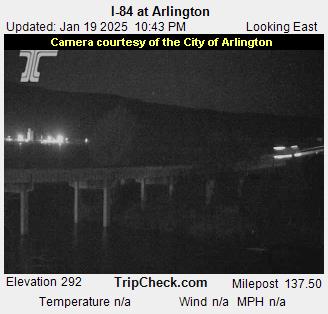 I-84 at Arlington
Updated: Jan 19 2025 10:43 PM Looking East
Camera courtesy of the City of Arlington
Elevation 292 TripCheck.com Milepost 137.50
Temperature n/a Wind n/a MPH n/a